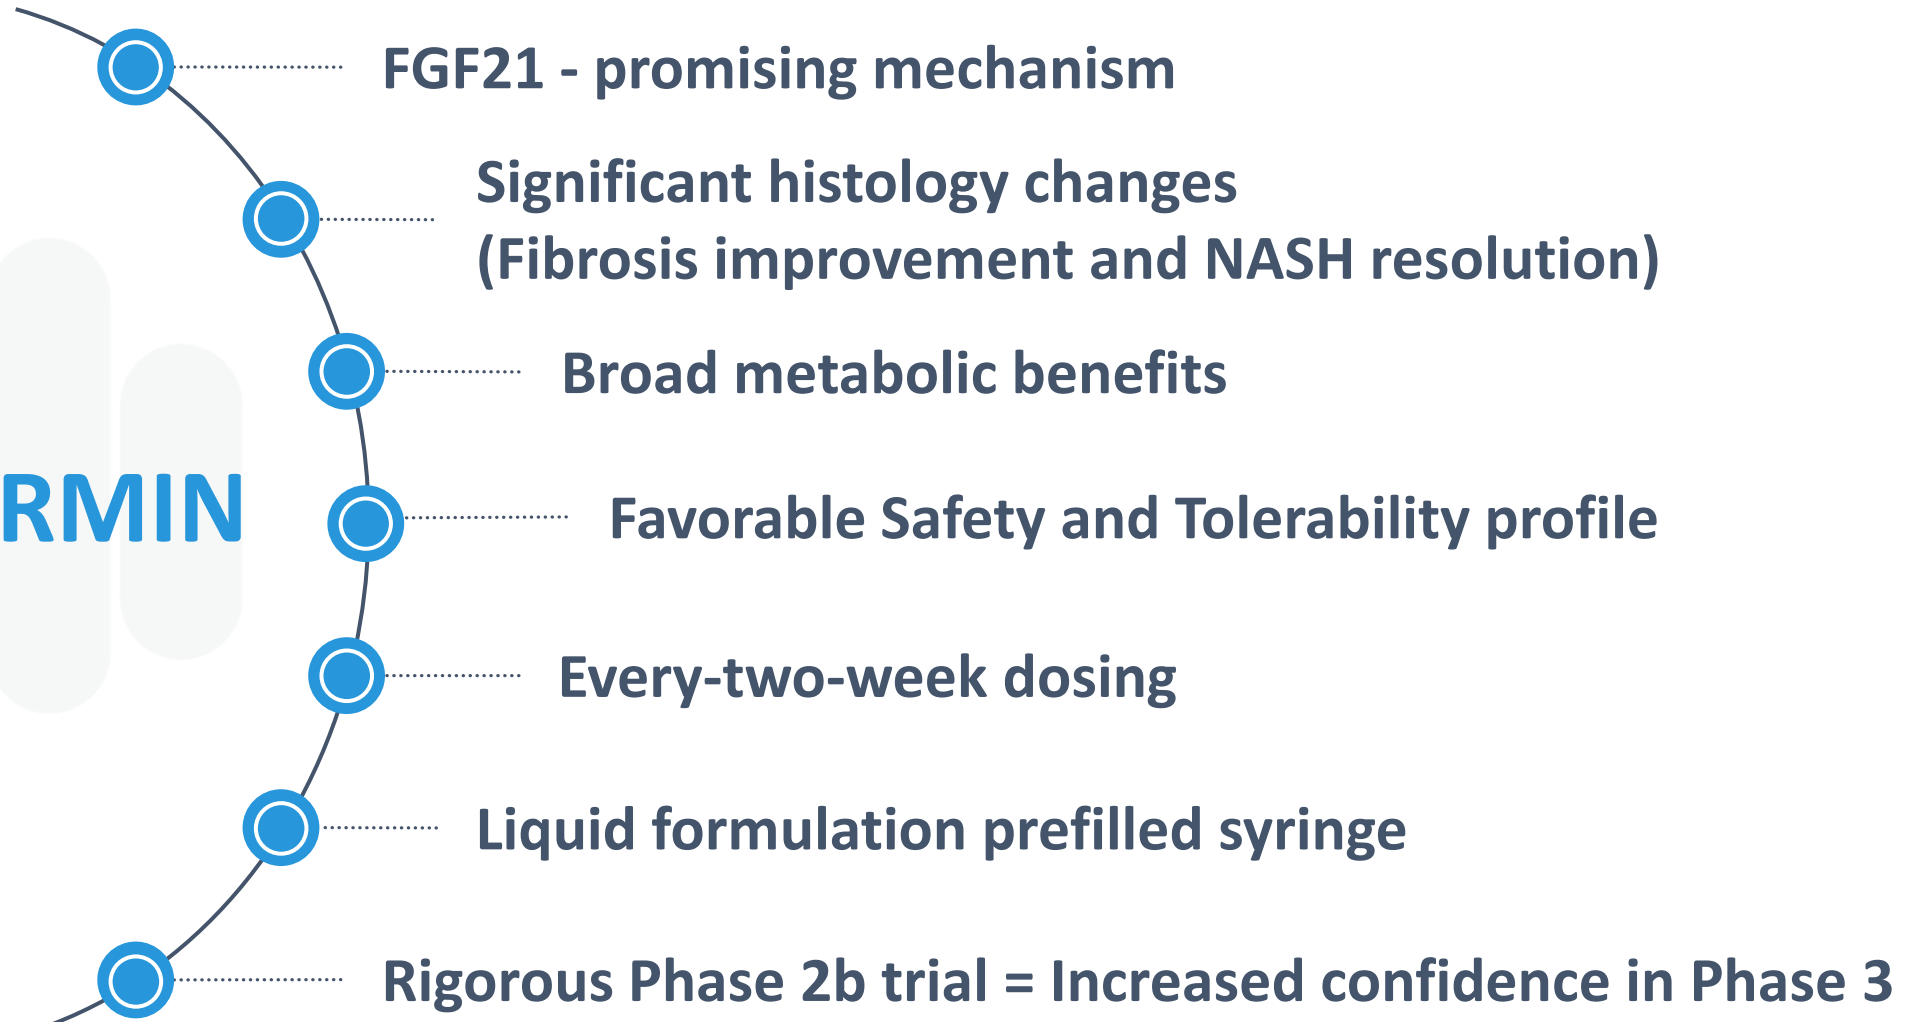 FGF21 - promising mechanism
Significant histology changes
(Fibrosis improvement and NASH resolution)
Broad metabolic benefits
RMIN
Favorable Safety and Tolerability profile
Every-two-week dosing
Liquid formulation prefilled syringe
Rigorous Phase 2b trial = Increased confidence in Phase 3